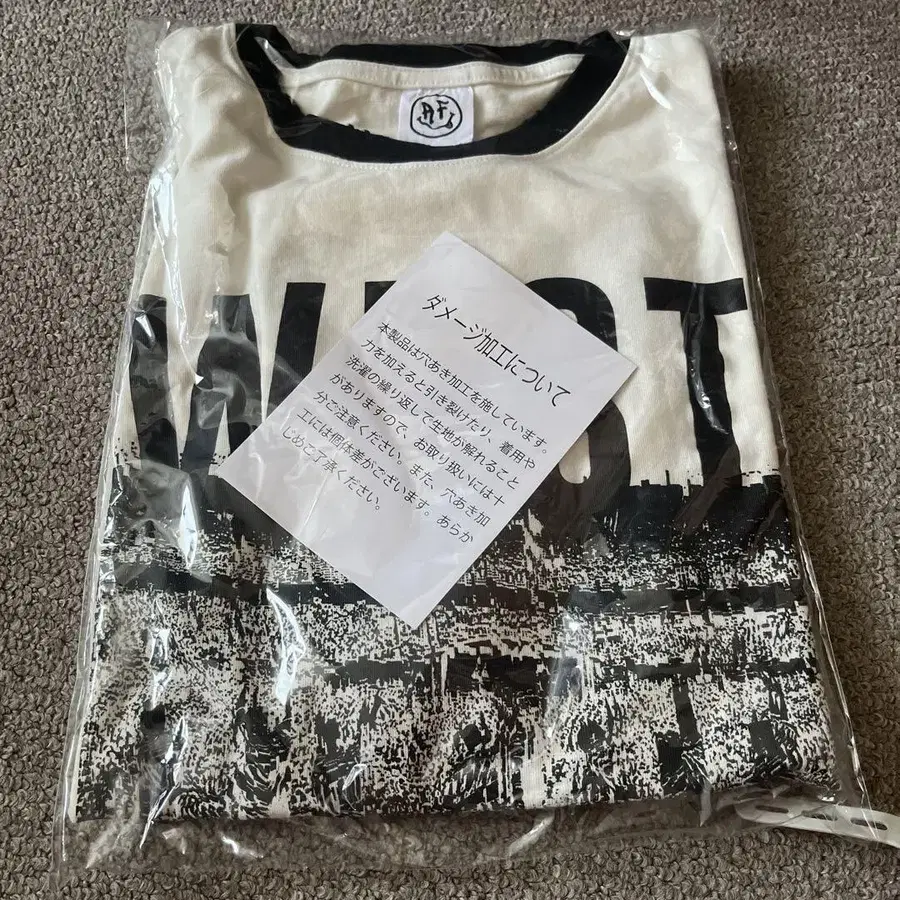 ダメージ加工について
本製品は穴あき加工を施しています。
力を加えると引き裂けたり、着用や
洗濯の繰り返しで生地が解れること
がありますので、お取り扱いには十
分ご注意ください。また、穴あき加
工には個体差がございます。あらか
じめご了承ください。